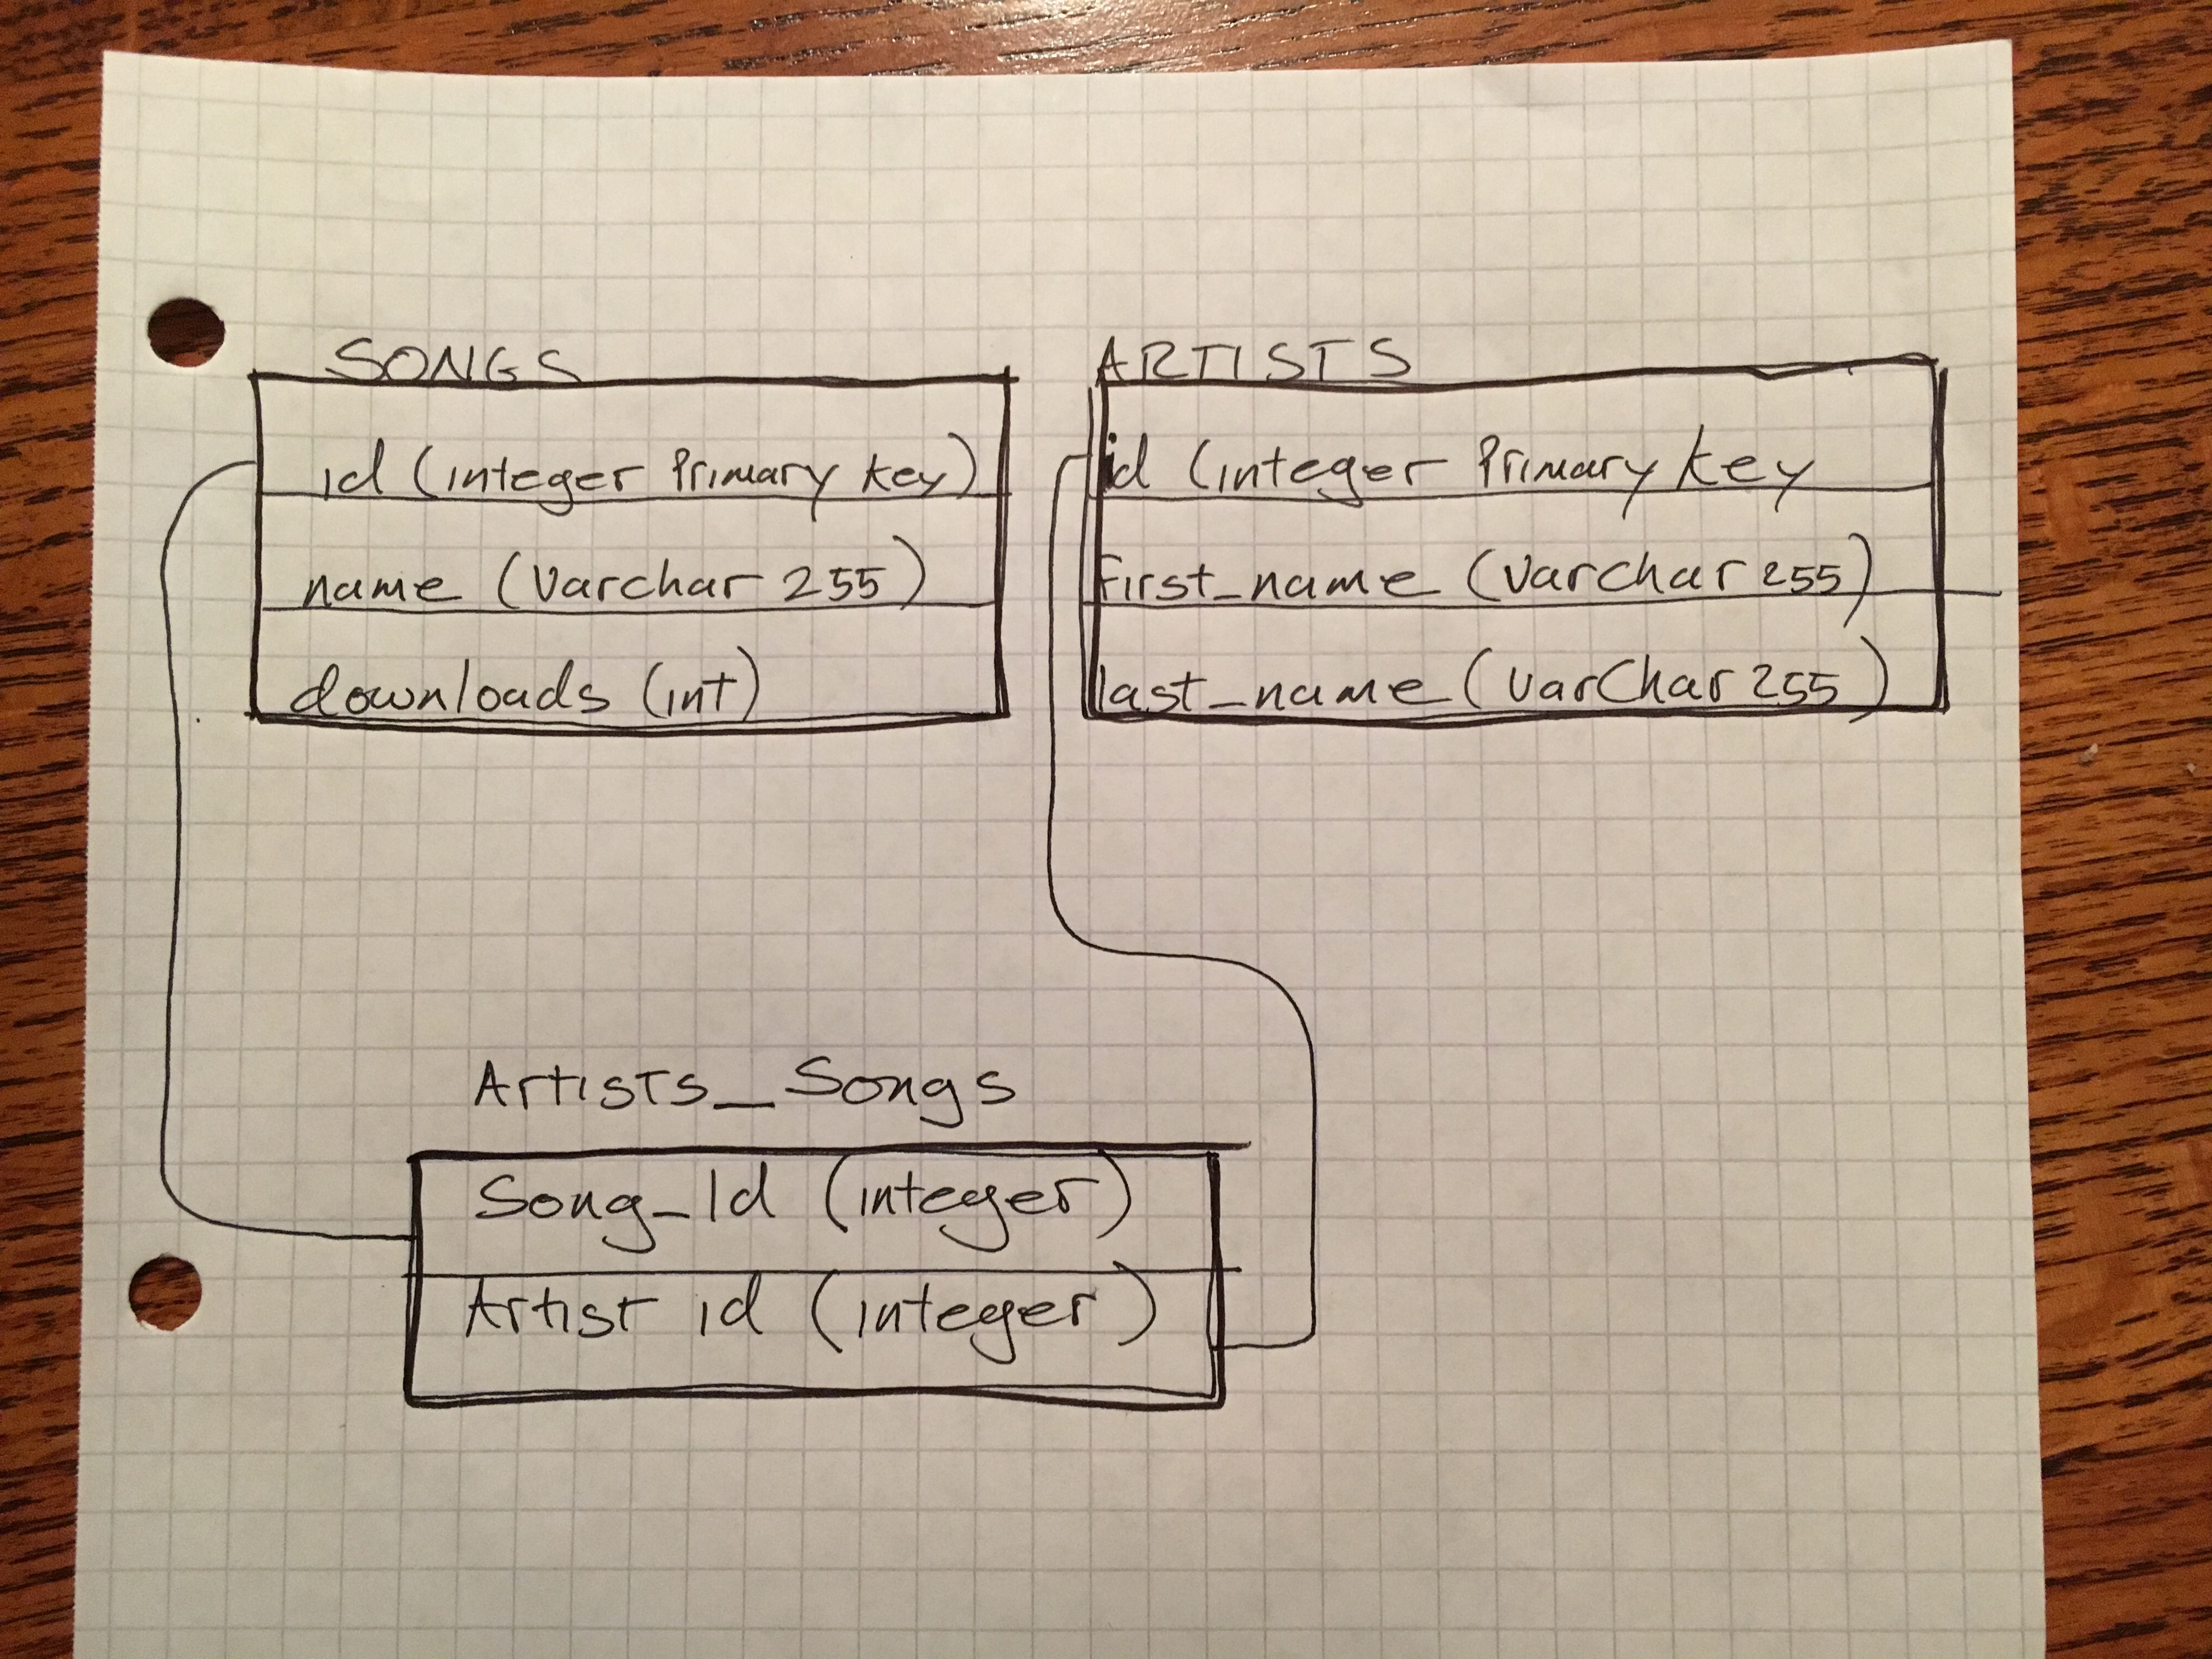 SONGS
id (integer Primary Key)
name (Varchar 255)
downloads (int)
ARTISTS
id (integer Primary Key
first_name (Varchar 255)
last_name (VarChar 255)
Artists_Songs
Song_Id (integer)
Artist id (integer)